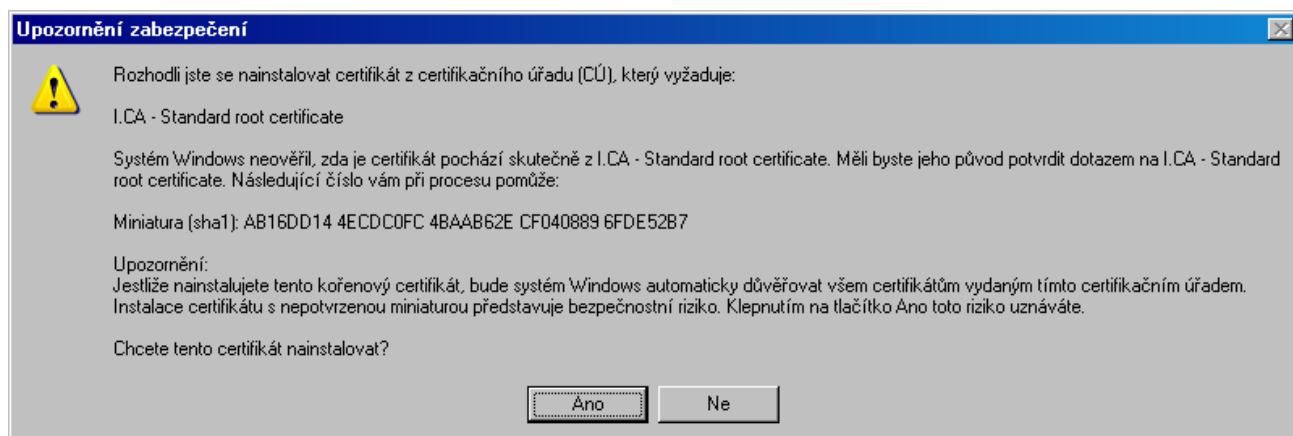 Upozornění zabezpečení
Rozhodli jste se nainstalovat certifikát z certifikačního úřadu (CÚ), který vyžaduje:
I.CA - Standard root certificate
Systém Windows neověřil, zda je certifikát pochází skutečně z I.CA - Standard root certificate. Měli byste jeho původ potvrdit dotazem na I.CA - Standard
root certificate. Následující číslo vám při procesu pomůže:
Miniatura (sha1): AB16DD14 4ECDC0FC 4BAAB62E CF040889 6FDE52B7
Upozornění:
Jestliže nainstalujete tento kořenový certifikát, bude systém Windows automaticky důvěřovat všem certifikátům vydaným tímto certifikačním úřadem.
Instalace certifikátu s nepotvrzenou miniaturou představuje bezpečnostní riziko. Klepnutím na tlačítko Ano toto riziko uznáváte.
Chcete tento certifikát nainstalovat?
Ano Ne